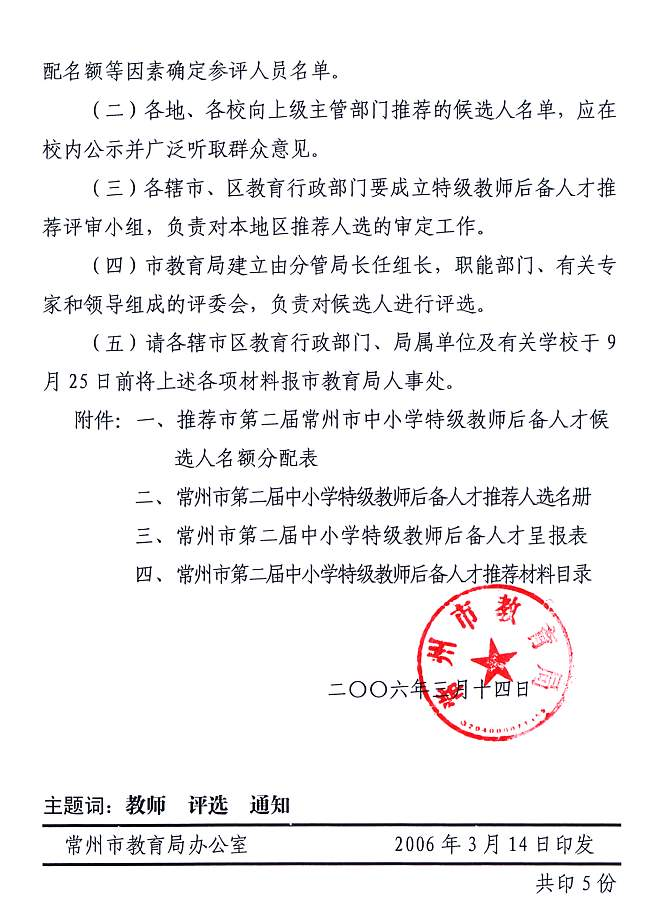 配名额等因素确定参评人员名单。
（二）各地、各校向上级主管部门推荐的候选人名单，应在
校内公示并广泛听取群众意见。
（三）各辖市、区教育行政部门要成立特级教师后备人才推
荐评审小组，负责对本地区推荐人选的审定工作。
（四）市教育局建立由分管局长任组长，职能部门、有关专
家和领导组成的评委会，负责对候选人进行评选。
（五）请各辖市区教育行政部门、局属单位及有关学校于 9
月 25 日前将上述各项材料报市教育局人事处。
附件：一、推荐市第二届常州市中小学特级教师后备人才候
选人名额分配表
二、常州市第二届中小学特级教师后备人才推荐人选名册
三、常州市第二届中小学特级教师后备人才呈报表
四、常州市第二届中小学特级教师后备人才推荐材料目录
常州市教育局
二〇〇六年三月十四日
主题词：教师 评选 通知
常州市教育局办公室 2006 年 3 月 14 日印发
共印 5 份